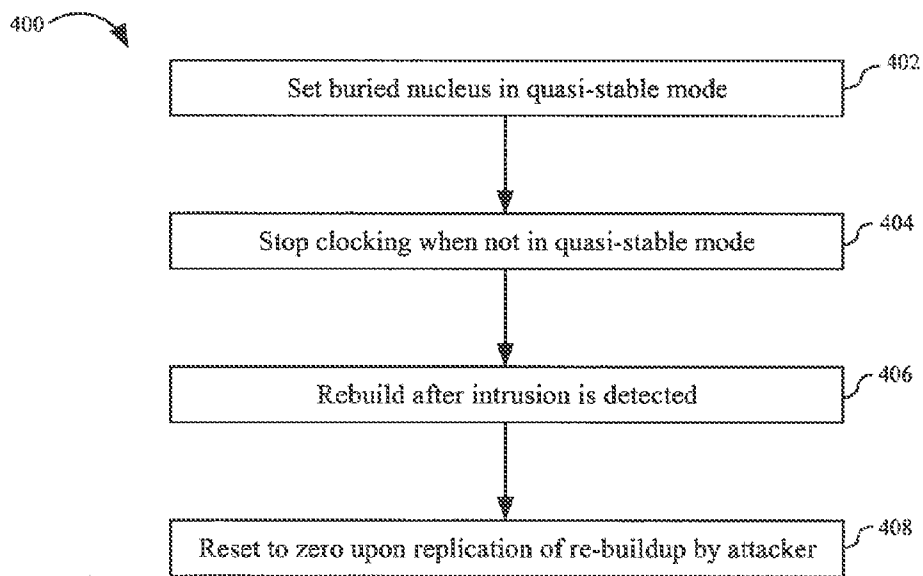 400
Set buried nucleus in quasi-stable mode
402
Stop clocking when not in quasi-stable mode
404
Rebuild after intrusion is detected
406
Reset to zero upon replication of re-buildup by attacker
408